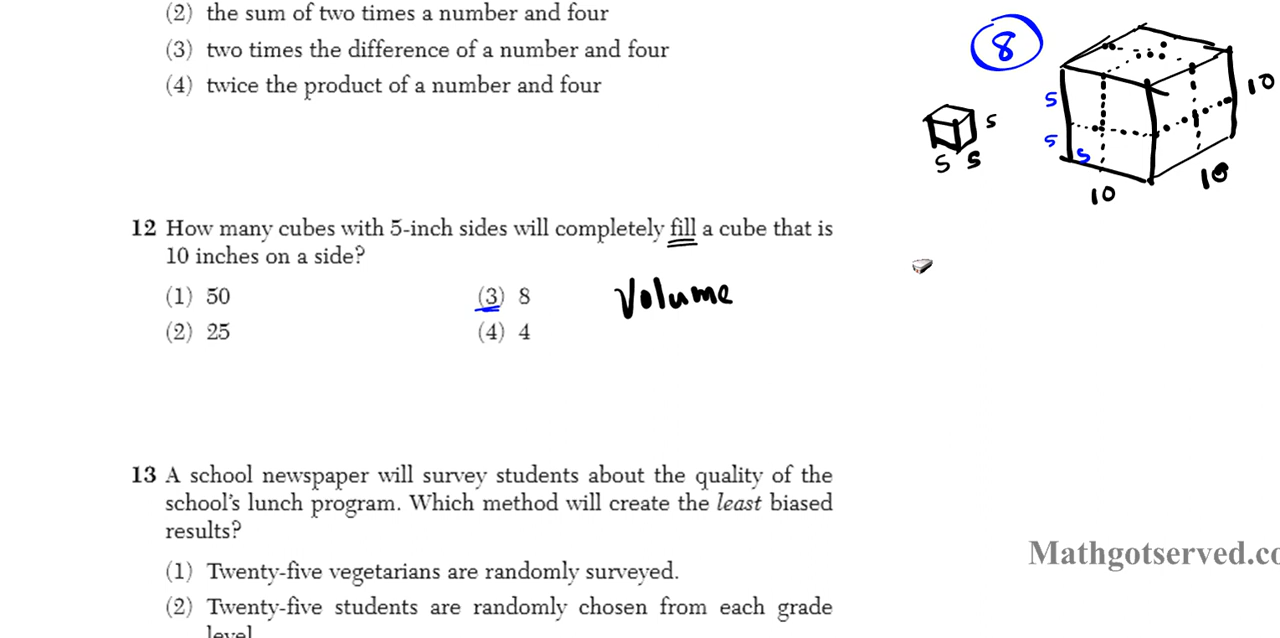 (2) the sum of two times a number and four
(3) two times the difference of a number and four
(4) twice the product of a number and four
8
10
5
5
5
5
5
5
10
10
12 How many cubes with 5-inch sides will completely fill a cube that is
10 inches on a side?
(1) 50
(3) 8
(2) 25
(4) 4
Volume
13 A school newspaper will survey students about the quality of the
school's lunch program. Which method will create the least biased
results?
(1) Twenty-five vegetarians are randomly surveyed.
(2) Twenty-five students are randomly chosen from each grade
level
Mathgotserved.co